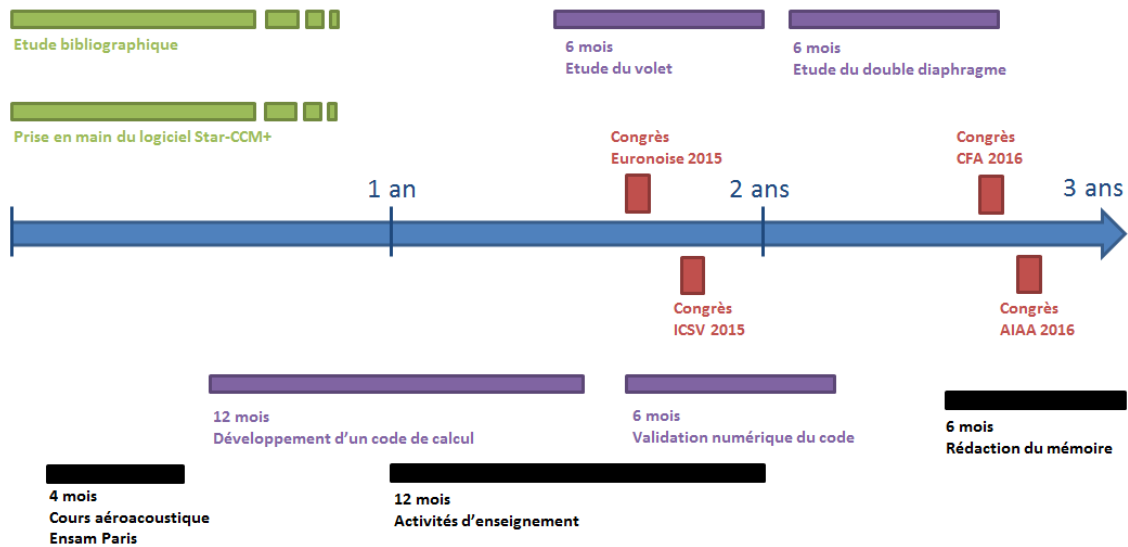 Etude bibliographique
6 mois
Etude du volet
6 mois
Etude du double diaphragme
Prise en main du logiciel Star-CCM+
Congrès
Euronoise 2015
Congrès
CFA 2016
1 an
2 ans
3 ans
Congrès
ICSV 2015
Congrès
AIAA 2016
12 mois
Développement d'un code de calcul
6 mois
Validation numérique du code
6 mois
Rédaction du mémoire
4 mois
Cours aéroacoustique
Ensam Paris
12 mois
Activités d'enseignement